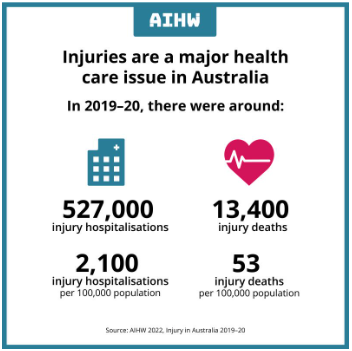 AIHW
Injuries are a major health
care issue in Australia
In 2019–20, there were around:
527,000
injury hospitalisations
13,400
injury deaths
2,100
injury hospitalisations
per 100,000 population
53
injury deaths
per 100,000 population
Source: AIHW 2022, Injury in Australia 2019–20